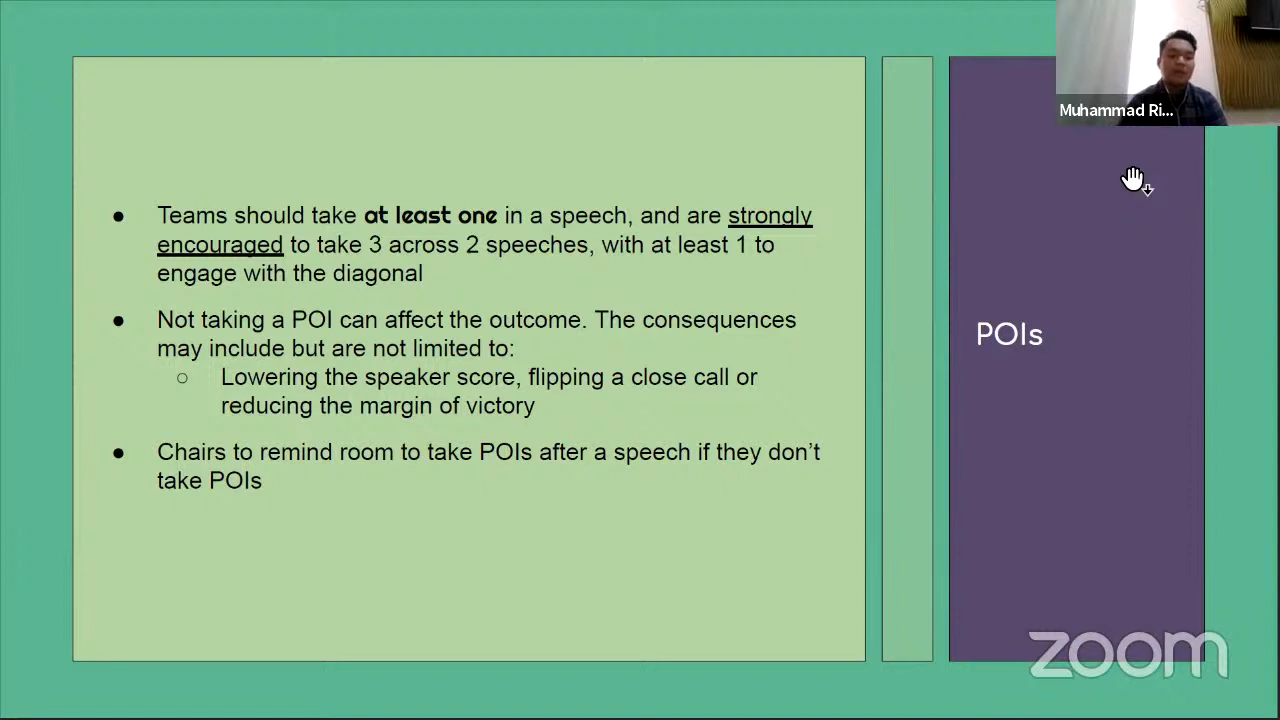 ● Teams should take at least one in a speech, and are strongly
encouraged to take 3 across 2 speeches, with at least 1 to
engage with the diagonal
● Not taking a POI can affect the outcome. The consequences
may include but are not limited to:
○ Lowering the speaker score, flipping a close call or
reducing the margin of victory
● Chairs to remind room to take POIs after a speech if they don’t
take POIs
POIs
Muhammad Ri...
zoom